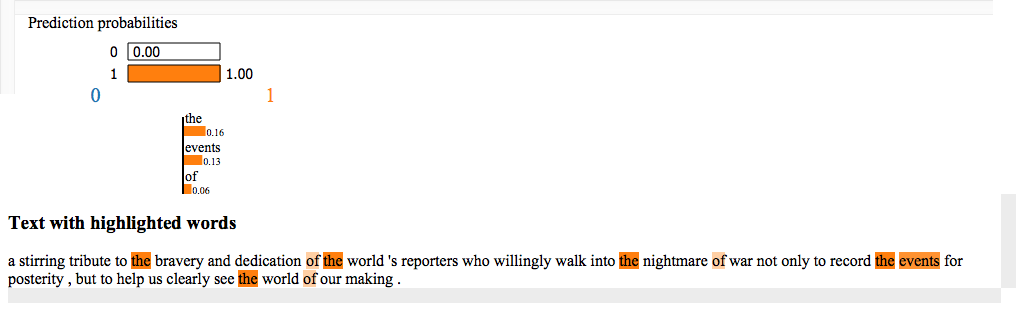 Prediction probabilities
0 0.00
1 1.00
0 1
the
0.16
events
0.13
of
0.06
Text with highlighted words
a stirring tribute to the bravery and dedication of the world 's reporters who willingly walk into the nightmare of war not only to record the events for
posterity , but to help us clearly see the world of our making .